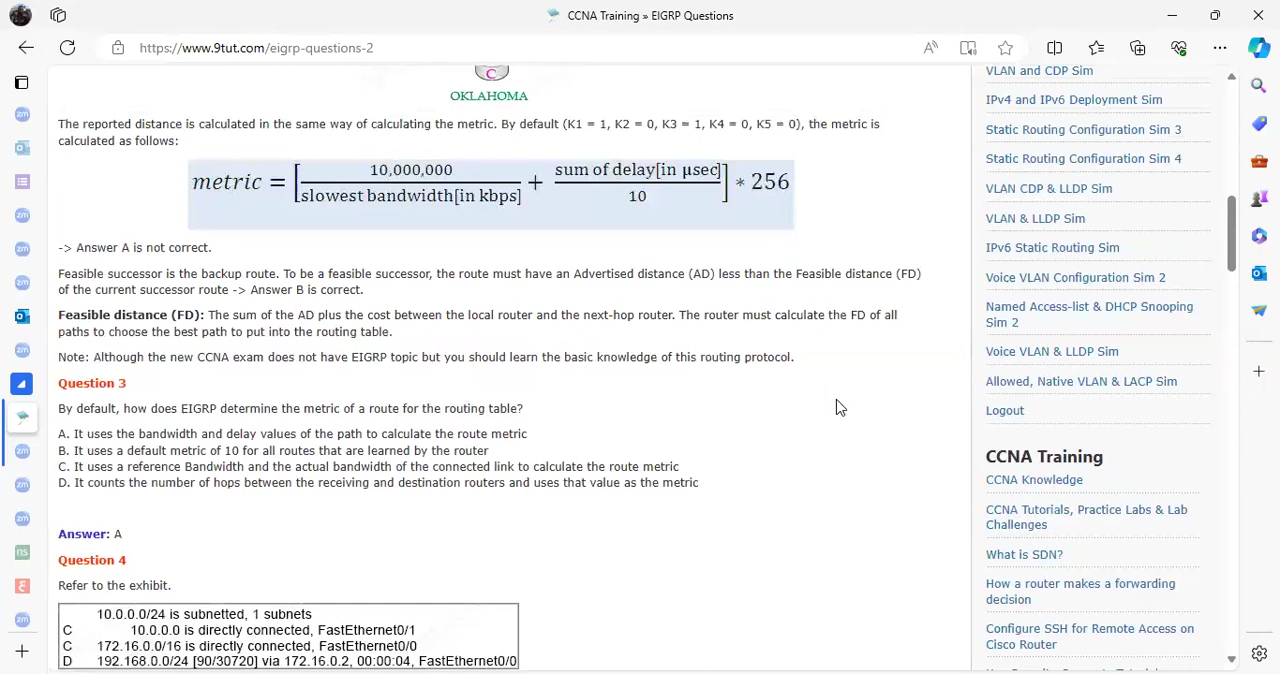 CCNA Training » EIGRP Questions
https://www.9tut.com/eigrp-questions-2
C
OKLAHOMA
The reported distance is calculated in the same way of calculating the metric. By default (K1 = 1, K2 = 0, K3 = 1, K4 = 0, K5 = 0), the metric is
calculated as follows:
metric = [ 10,000,000 / slowest bandwidth[in kbps] + sum of delay[in µsec] / 10 ] * 256
-> Answer A is not correct.
Feasible successor is the backup route. To be a feasible successor, the route must have an Advertised distance (AD) less than the Feasible distance (FD)
of the current successor route -> Answer B is correct.
Feasible distance (FD): The sum of the AD plus the cost between the local router and the next-hop router. The router must calculate the FD of all
paths to choose the best path to put into the routing table.
Note: Although the new CCNA exam does not have EIGRP topic but you should learn the basic knowledge of this routing protocol.
Question 3
By default, how does EIGRP determine the metric of a route for the routing table?
A. It uses the bandwidth and delay values of the path to calculate the route metric
B. It uses a default metric of 10 for all routes that are learned by the router
C. It uses a reference Bandwidth and the actual bandwidth of the connected link to calculate the route metric
D. It counts the number of hops between the receiving and destination routers and uses that value as the metric
Answer: A
Question 4
Refer to the exhibit.
10.0.0.0/24 is subnetted, 1 subnets
C 10.0.0.0 is directly connected, FastEthernet0/1
C 172.16.0.0/16 is directly connected, FastEthernet0/0
D 192.168.0.0/24 [90/30720] via 172.16.0.2, 00:00:04, FastEthernet0/0
VLAN and CDP Sim
IPv4 and IPv6 Deployment Sim
Static Routing Configuration Sim 3
Static Routing Configuration Sim 4
VLAN CDP & LLDP Sim
VLAN & LLDP Sim
IPv6 Static Routing Sim
Voice VLAN Configuration Sim 2
Named Access-list & DHCP Snooping
Sim 2
Voice VLAN & LLDP Sim
Allowed, Native VLAN & LACP Sim
Logout
CCNA Training
CCNA Knowledge
CCNA Tutorials, Practice Labs & Lab
Challenges
What is SDN?
How a router makes a forwarding
decision
Configure SSH for Remote Access on
Cisco Router